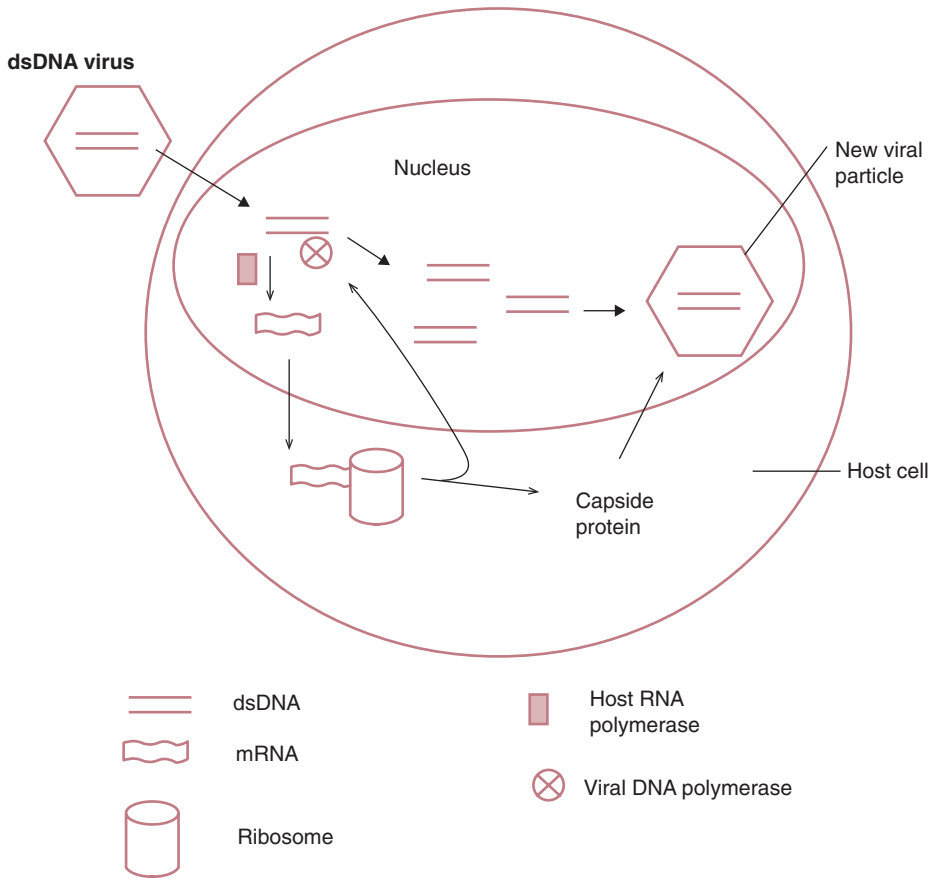 dsDNA virus
Nucleus
New viral
particle
Host cell
Capside
protein
dsDNA
mRNA
Ribosome
Host RNA
polymerase
Viral DNA polymerase